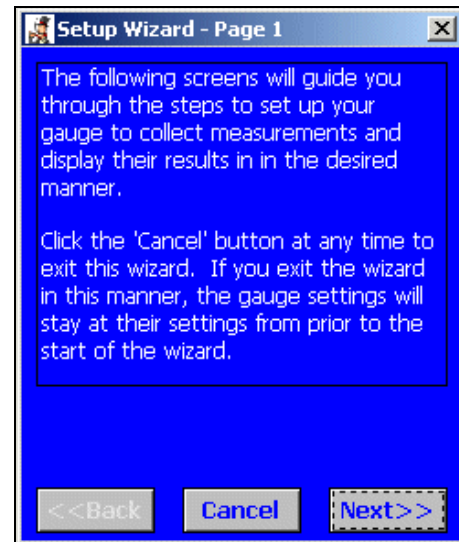 Setup Wizard - Page 1
The following screens will guide you
through the steps to set up your
gauge to collect measurements and
display their results in in the desired
manner.
Click the 'Cancel' button at any time to
exit this wizard.  If you exit the wizard
in this manner, the gauge settings will
stay at their settings from prior to the
start of the wizard.
<<Back Cancel Next>>